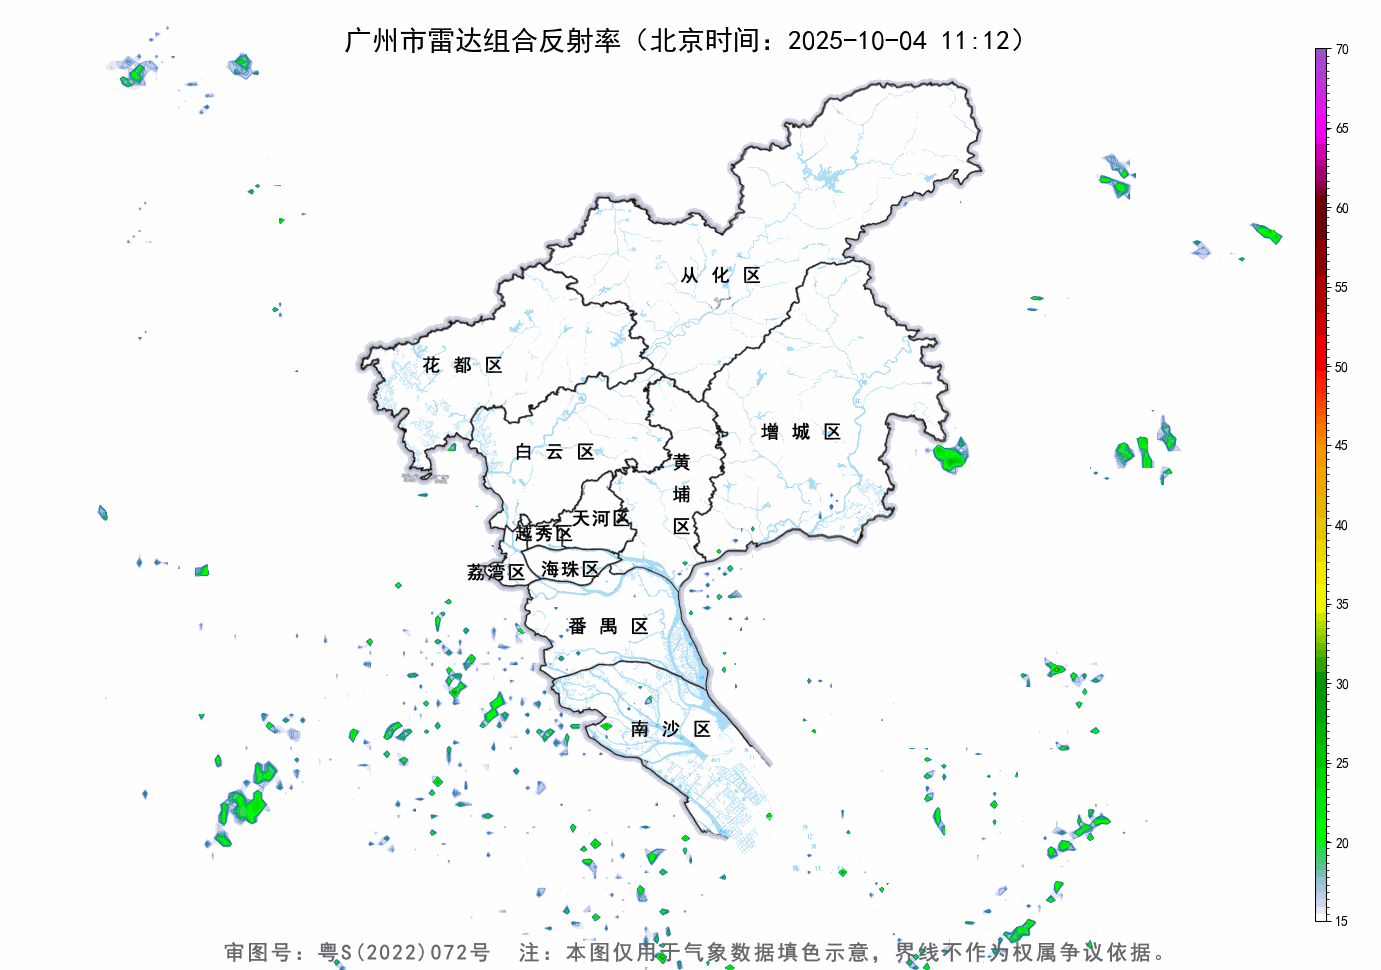 广州市雷达组合反射率（北京时间：2025-10-04 11:12）
70
65
60
55
50
45
40
35
30
25
20
15
从化区
花都区
增城区
白云区
黄埔区
天河区
越秀区
荔湾区
海珠区
番禺区
南沙区
审图号：粤S(2022)072号 注：本图仅用于气象数据填色示意，界线不作为权属争议依据。